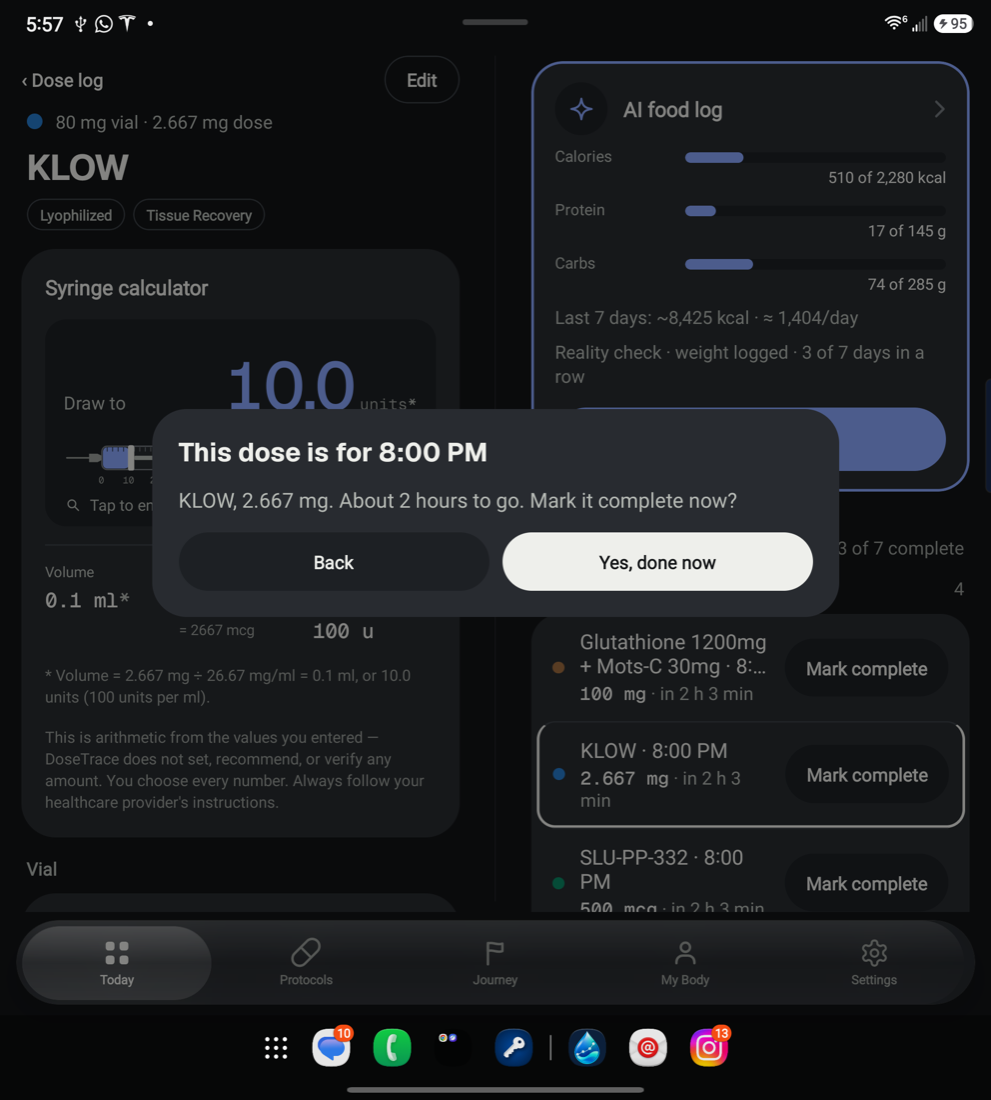 5:57
6
95
‹ Dose log
Edit
80 mg vial · 2.667 mg dose
KLOW
Lyophilized
Tissue Recovery
Syringe calculator
Draw to
10.0 units*
0 10
Tap to
Volume
0.1 ml*
= 2667 mcg
100 u
* Volume = 2.667 mg ÷ 26.67 mg/ml = 0.1 ml, or 10.0
units (100 units per ml).
This is arithmetic from the values you entered —
DoseTrace does not set, recommend, or verify any
amount. You choose every number. Always follow your
healthcare provider's instructions.
Vial
AI food log
Calories
510 of 2,280 kcal
Protein
17 of 145 g
Carbs
74 of 285 g
Last 7 days: ~8,425 kcal · ≈ 1,404/day
Reality check · weight logged · 3 of 7 days in a
row
This dose is for 8:00 PM
KLOW, 2.667 mg. About 2 hours to go. Mark it complete now?
Back
Yes, done now
3 of 7 complete
4
Glutathione 1200mg
+ Mots-C 30mg · 8:...
100 mg · in 2 h 3 min
Mark complete
KLOW · 8:00 PM
2.667 mg · in 2 h 3
min
Mark complete
SLU-PP-332 · 8:00
PM
500 mcg · in 2 h 3 min
Mark complete
Today
Protocols
Journey
My Body
Settings
10
13